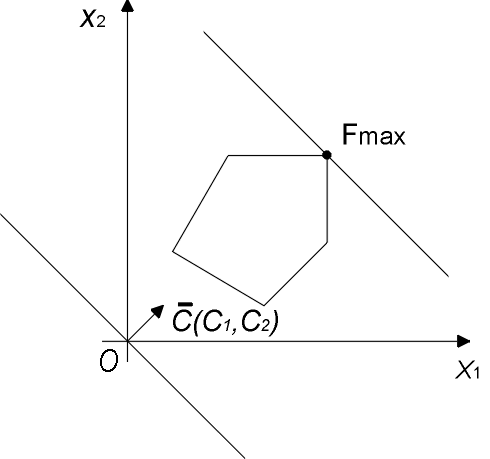 x2
Fmax
C̅(C1,C2)
O
X1